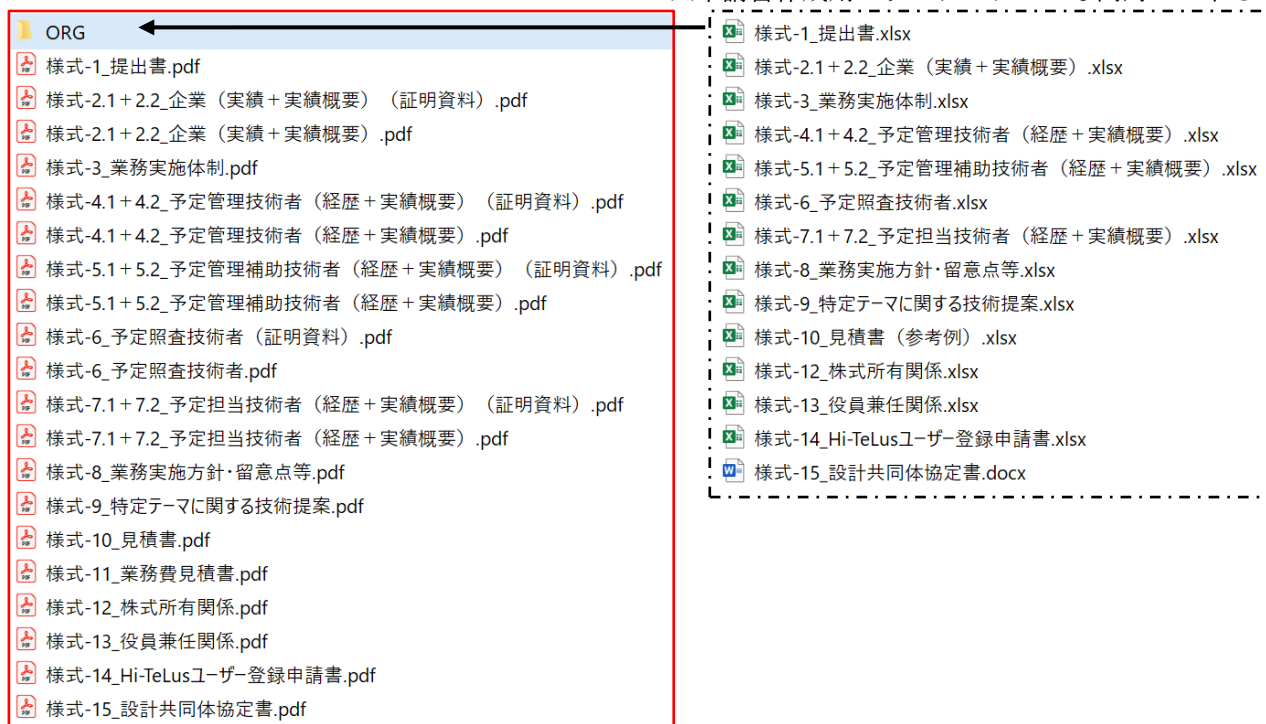 ORG
様式-1_提出書.pdf
様式-2.1+2.2_企業（実績+実績概要）（証明資料）.pdf
様式-2.1+2.2_企業（実績+実績概要）.pdf
様式-3_業務実施体制.pdf
様式-4.1+4.2_予定管理技術者（経歴+実績概要）（証明資料）.pdf
様式-4.1+4.2_予定管理技術者（経歴+実績概要）.pdf
様式-5.1+5.2_予定管理補助技術者（経歴+実績概要）（証明資料）.pdf
様式-5.1+5.2_予定管理補助技術者（経歴+実績概要）.pdf
様式-6_予定照査技術者（証明資料）.pdf
様式-6_予定照査技術者.pdf
様式-7.1+7.2_予定担当技術者（経歴+実績概要）（証明資料）.pdf
様式-7.1+7.2_予定担当技術者（経歴+実績概要）.pdf
様式-8_業務実施方針・留意点等.pdf
様式-9_特定テーマに関する技術提案.pdf
様式-10_見積書.pdf
様式-11_業務費見積書.pdf
様式-12_株式所有関係.pdf
様式-13_役員兼任関係.pdf
様式-14_Hi-TeLusユーザー登録申請書.pdf
様式-15_設計共同体協定書.pdf
様式-1_提出書.xlsx
様式-2.1+2.2_企業（実績+実績概要）.xlsx
様式-3_業務実施体制.xlsx
様式-4.1+4.2_予定管理技術者（経歴+実績概要）.xlsx
様式-5.1+5.2_予定管理補助技術者（経歴+実績概要）.xlsx
様式-6_予定照査技術者.xlsx
様式-7.1+7.2_予定担当技術者（経歴+実績概要）.xlsx
様式-8_業務実施方針・留意点等.xlsx
様式-9_特定テーマに関する技術提案.xlsx
様式-10_見積書（参考例）.xlsx
様式-12_株式所有関係.xlsx
様式-13_役員兼任関係.xlsx
様式-14_Hi-TeLusユーザー登録申請書.xlsx
様式-15_設計共同体協定書.docx